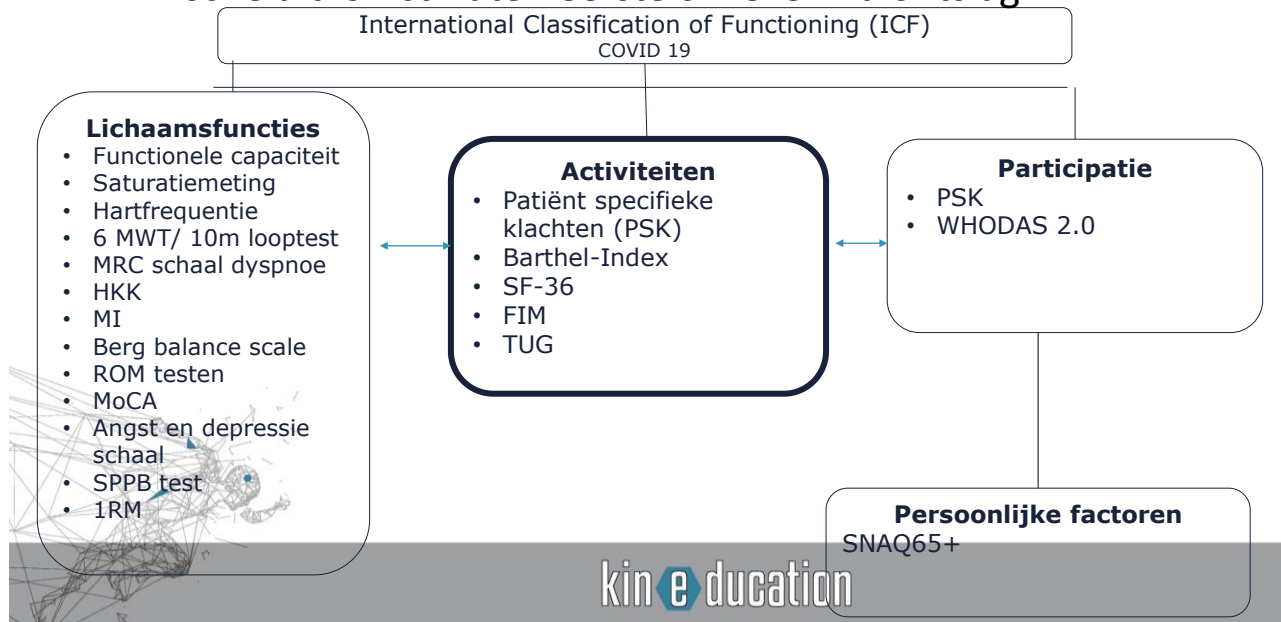 International Classification of Functioning (ICF)
COVID 19
Lichaamsfuncties
• Functionele capaciteit
• Saturatiemeting
• Hartfrequentie
• 6 MWT/ 10m looptest
• MRC schaal dyspnoe
• HKK
• MI
• Berg balance scale
• ROM testen
• MoCA
• Angst en depressie
schaal
• SPPB test
• 1RM
Activiteiten
• Patiënt specifieke
klachten (PSK)
• Barthel-Index
• SF-36
• FIM
• TUG
Participatie
• PSK
• WHODAS 2.0
Persoonlijke factoren
SNAQ65+
kin e ducation